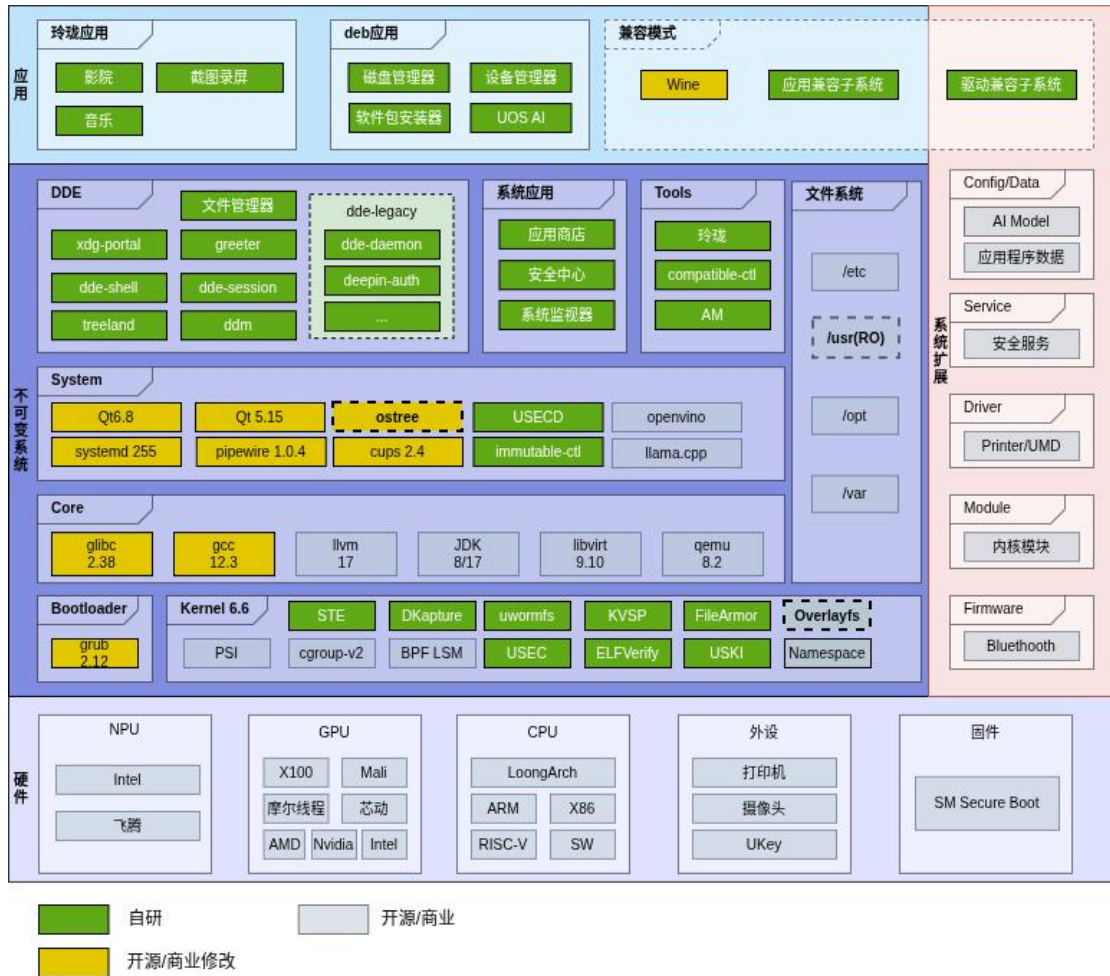 应用
玲珑应用
影院
截图录屏
音乐
deb应用
磁盘管理器
设备管理器
软件包安装器
UOS AI
兼容模式
Wine
应用兼容子系统
驱动兼容子系统
不可变系统
DDE
文件管理器
xdg-portal
greeter
dde-shell
dde-session
treeland
ddm
dde-legacy
dde-daemon
deepin-auth
...
系统应用
应用商店
安全中心
系统监视器
Tools
玲珑
compatible-ctl
AM
文件系统
/etc
/usr(RO)
/opt
/var
System
Qt6.8
Qt 5.15
ostree
USECD
openvino
systemd 255
pipewire 1.0.4
cups 2.4
immutable-ctl
llama.cpp
Core
glibc
2.38
gcc
12.3
llvm
17
JDK
8/17
libvirt
9.10
qemu
8.2
Bootloader
grub
2.12
Kernel 6.6
STE
DKapture
uwormfs
KVSP
FileArmor
Overlayfs
PSI
cgroup-v2
BPF LSM
USEC
ELFVerify
USKI
Namespace
系统扩展
Config/Data
AI Model
应用程序数据
Service
安全服务
Driver
Printer/UMD
Module
内核模块
Firmware
Bluethooth
硬件
NPU
Intel
飞腾
GPU
X100
Mali
摩尔线程
芯动
AMD
Nvidia
Intel
CPU
LoongArch
ARM
X86
RISC-V
SW
外设
打印机
摄像头
UKey
固件
SM Secure Boot
自研
开源/商业
开源/商业修改